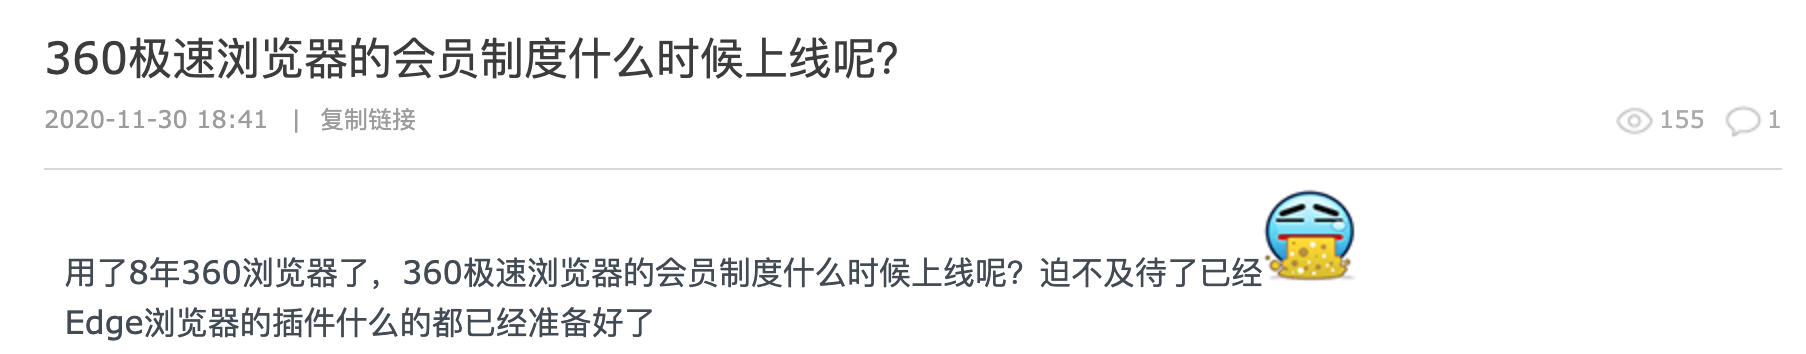 360极速浏览器的会员制度什么时候上线呢？
2020-11-30 18:41 | 复制链接 155 1
用了8年360浏览器了，360极速浏览器的会员制度什么时候上线呢？迫不及待了已经
Edge浏览器的插件什么的都已经准备好了